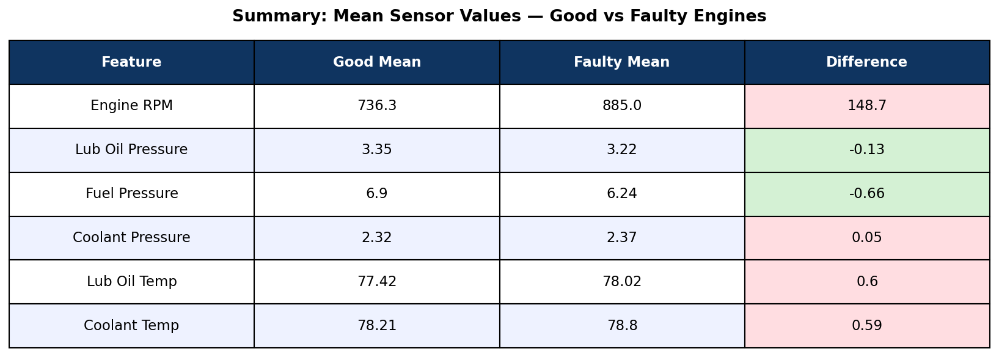 Summary: Mean Sensor Values — Good vs Faulty Engines
Feature Good Mean Faulty Mean Difference
Engine RPM 736.3 885.0 148.7
Lub Oil Pressure 3.35 3.22 -0.13
Fuel Pressure 6.9 6.24 -0.66
Coolant Pressure 2.32 2.37 0.05
Lub Oil Temp 77.42 78.02 0.6
Coolant Temp 78.21 78.8 0.59